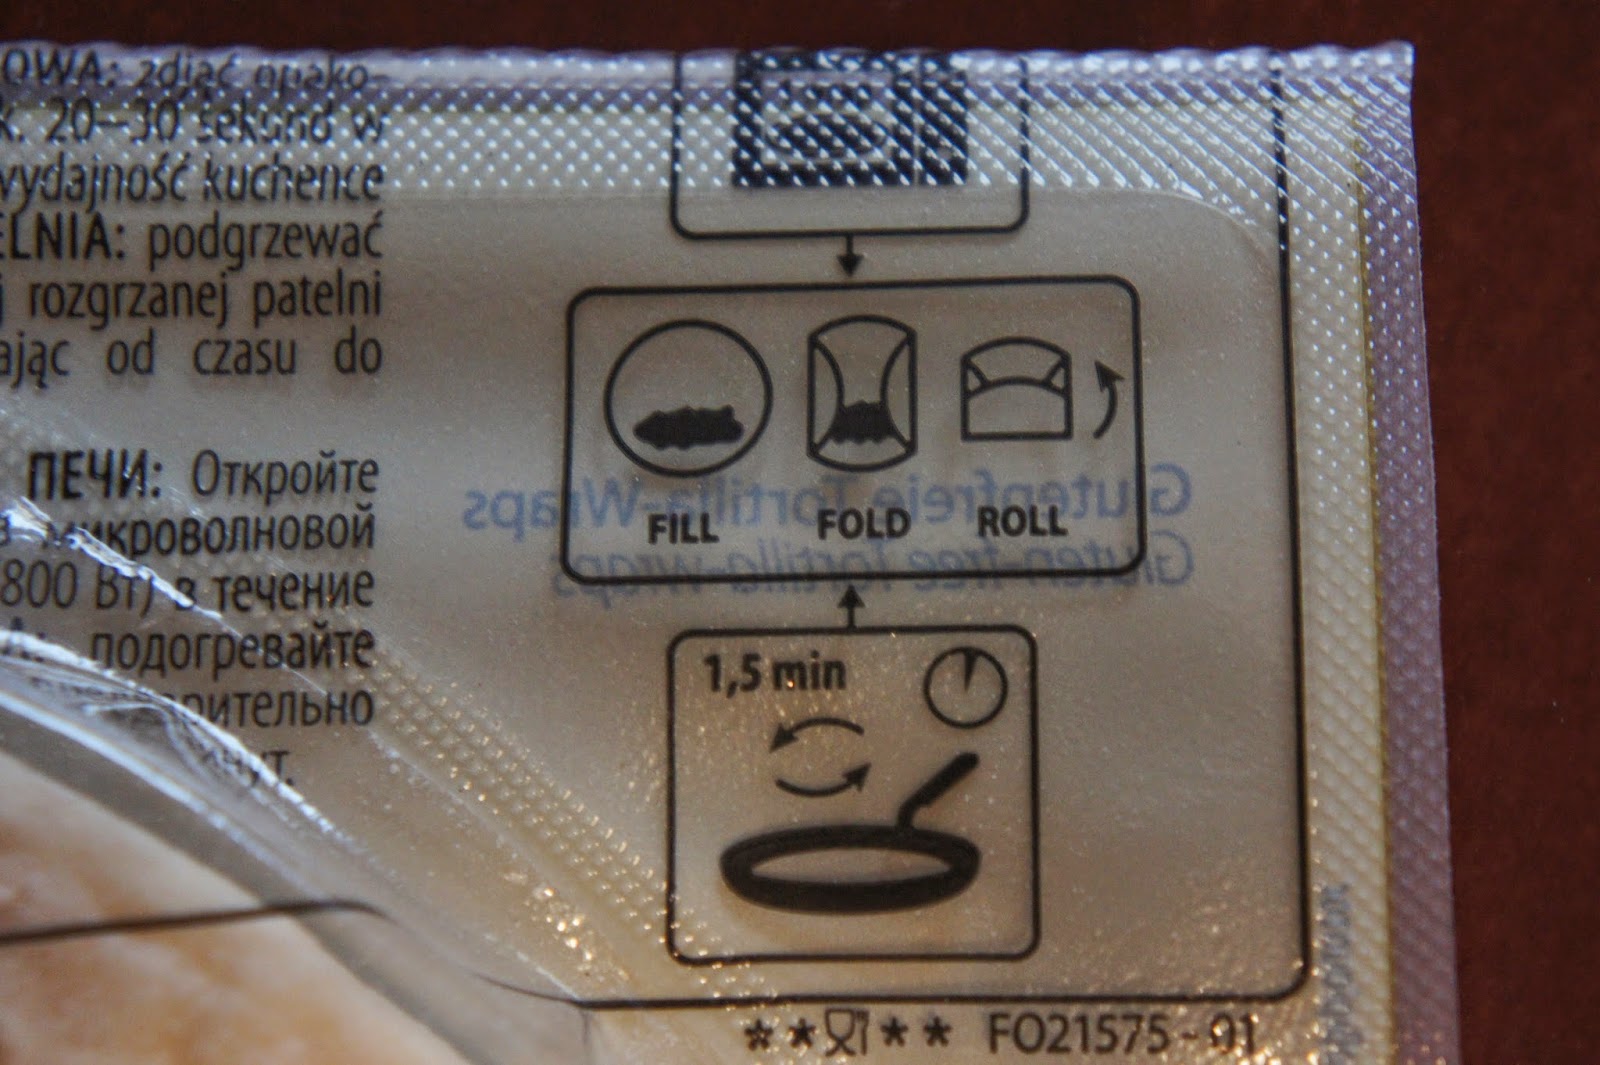 OWA: zdjąć opako-
k. 20–30 sekund w
wydajność kuchence
ELNIA: podgrzewać
j rozgrzanej patelni
ając od czasu do
ПЕЧИ: Откройте
в микроволновой
800 Вт) в течение
А: подогревайте
рительно
нут.
FILL FOLD ROLL
Glutenfreie Tortilla-Wraps
Gluten-free Tortilla-wraps
1,5 min
FO21575 - 01